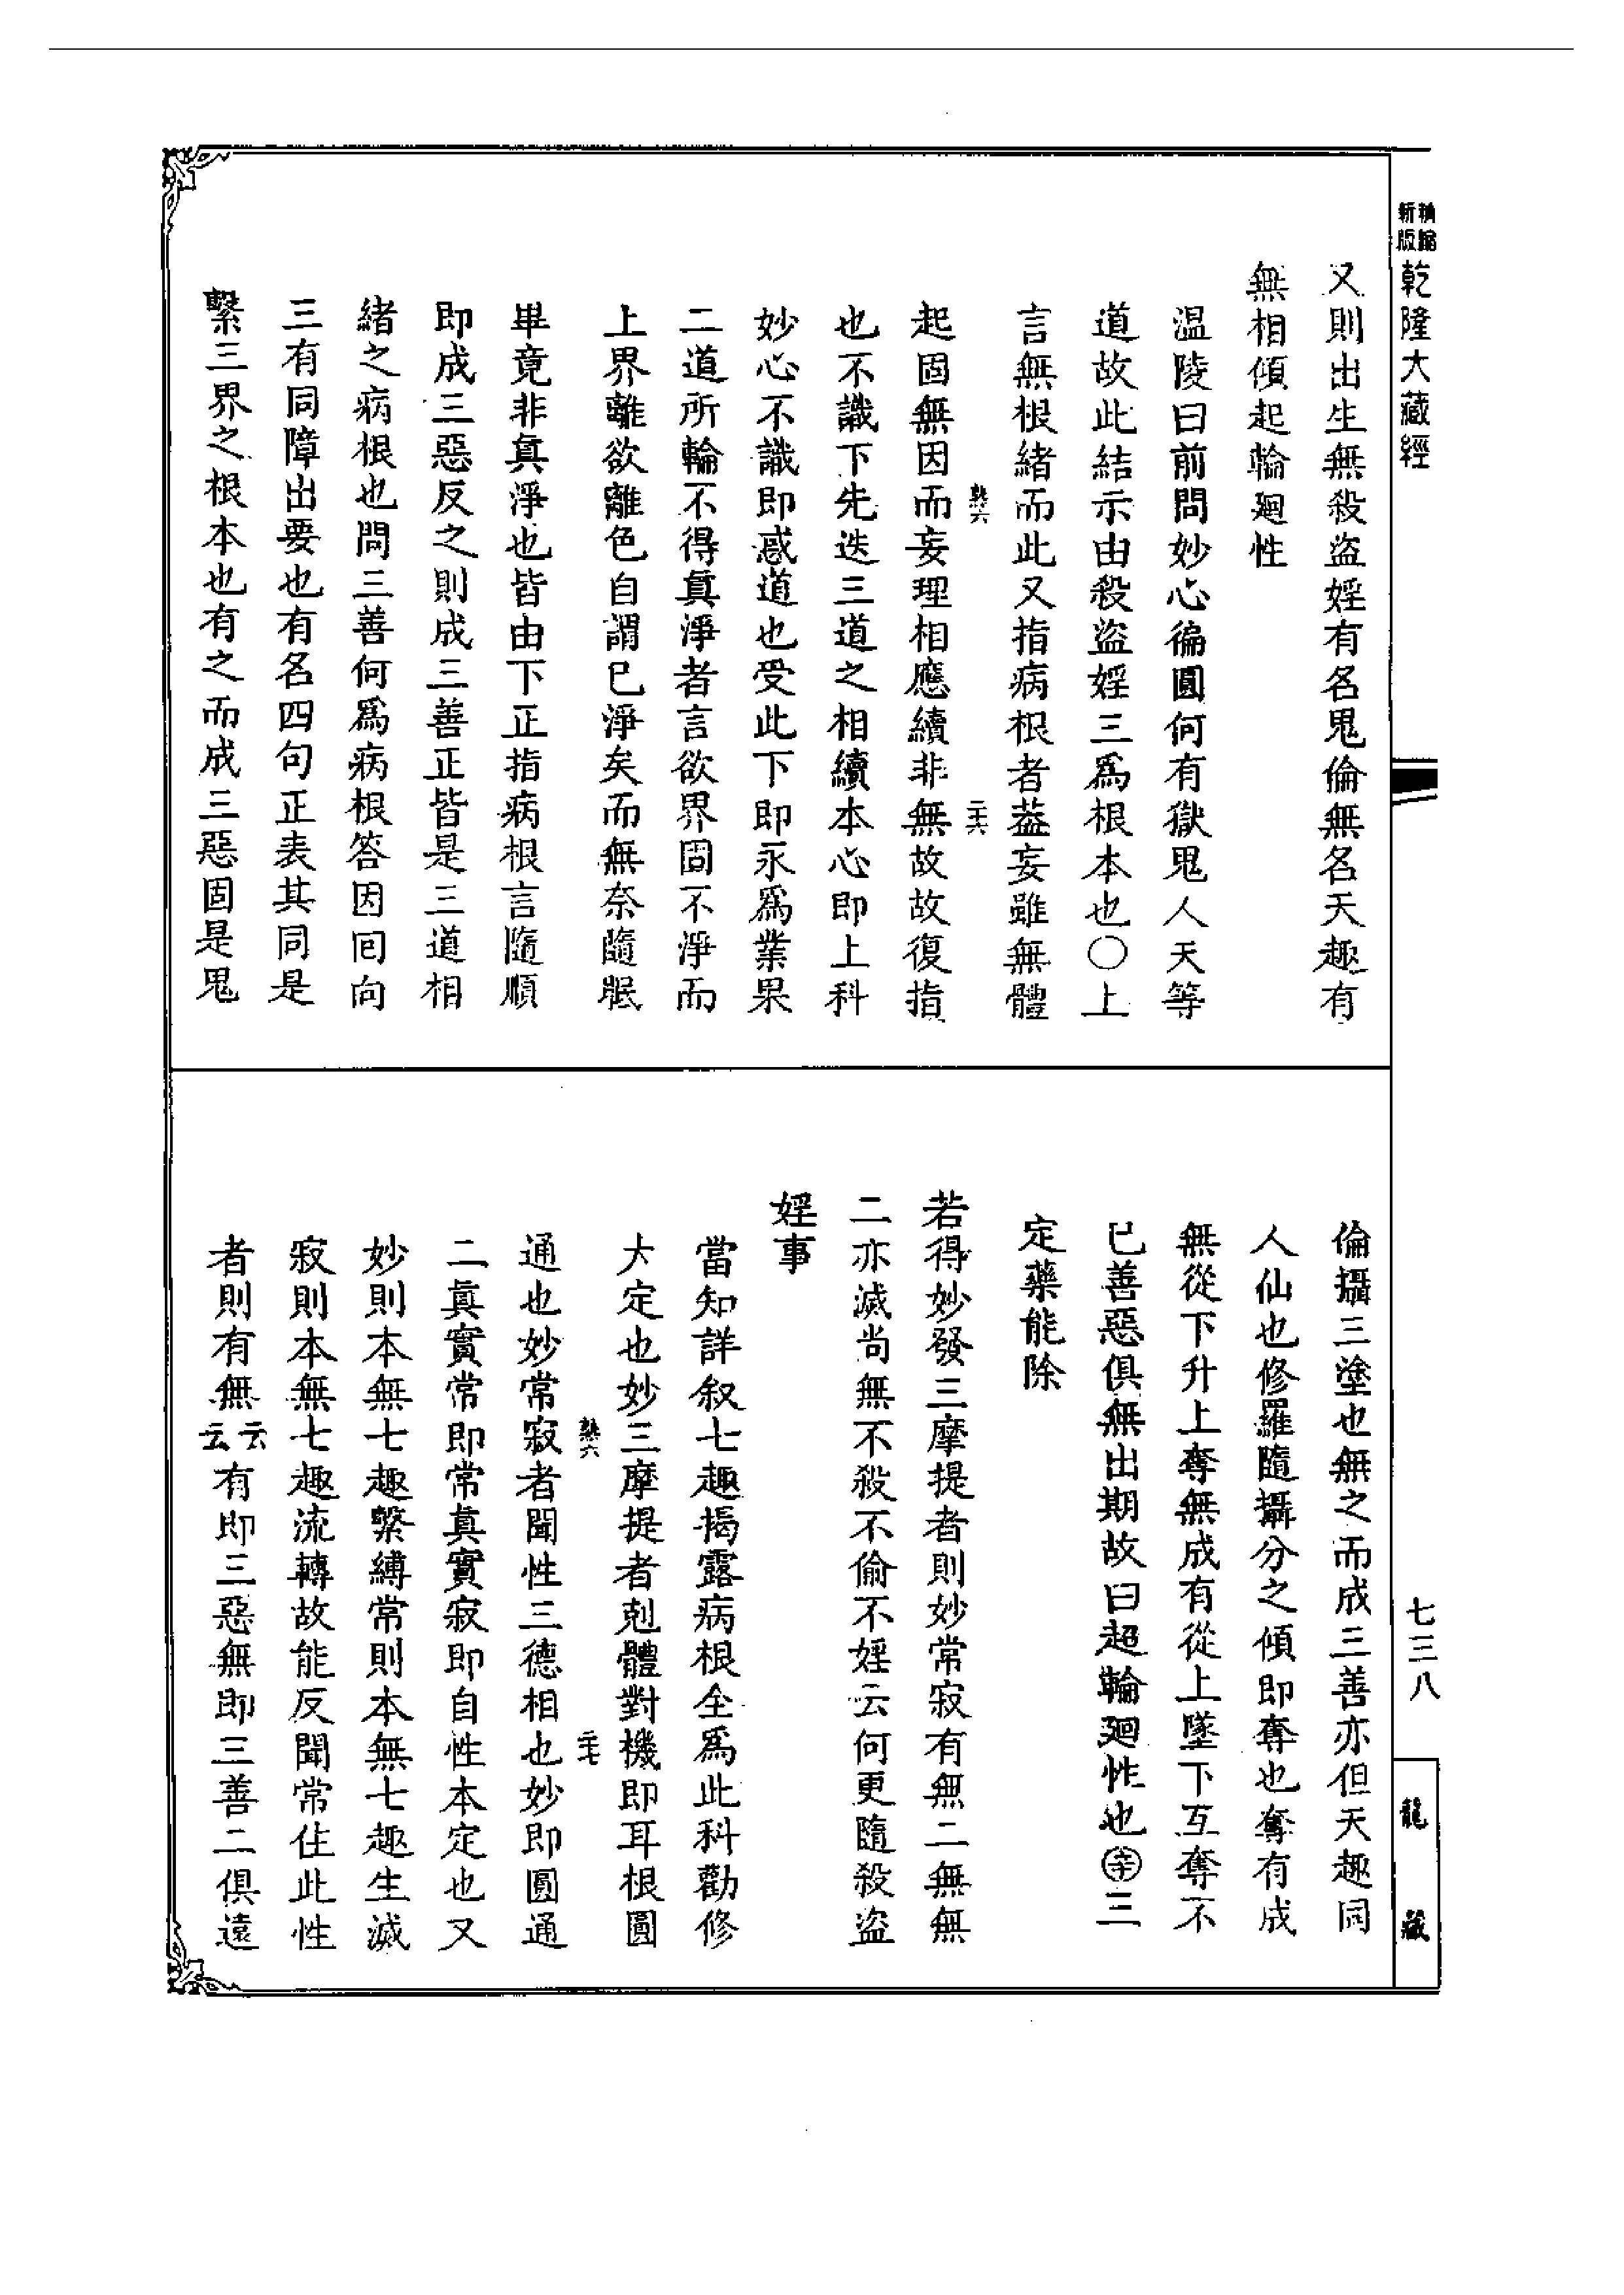 新版
精縮
乾隆大藏經
又則出生無殺盜婬有名鬼倫無名天趣有
無相傾起輪廻性
温陵曰前問妙心徧圓何有獄鬼人天等
道故此結示由殺盜婬三爲根本也〇上
言無根緒而此又指病根者葢妄雖無體
起固無因而妄理相應續非無故故復指
也不識下先迭三道之相續本心即上科
妙心不識即惑道也受此下即永爲業果
二道所輪不得眞淨者言欲界固不淨而
上界離欲離色自謂巳淨矣而無奈隨眠
畢竟非眞淨也皆由下正指病根言隨順
即成三惡反之則成三善正皆是三道相
緒之病根也問三善何爲病根答因囘向
三有同障出要也有名四句正表其同是
繫三界之根本也有之而成三惡固是鬼
倫攝三塗也無之而成三善亦但天趣同
人仙也修羅隨攝分之傾即奪也奪有成
無從下升上奪無成有從上墜下互奪不
巳善惡俱無出期故曰超輪廻性也㊕三
定藥能除
若得妙發三摩提者則妙常寂有無二無無
二亦滅尚無不殺不偷不婬云何更隨殺盜
婬事
當知詳叙七趣揭露病根全爲此科勸修
大定也妙三摩提者剋體對機即耳根圓
通也妙常寂者聞性三德相也妙即圓通
二眞實常即常眞實寂即自性本定也又
妙則本無七趣繫縛常則本無七趣生滅
寂則本無七趣流轉故能反聞常住此性
者則有無云云有即三惡無即三善二俱遠
七三八
龍藏